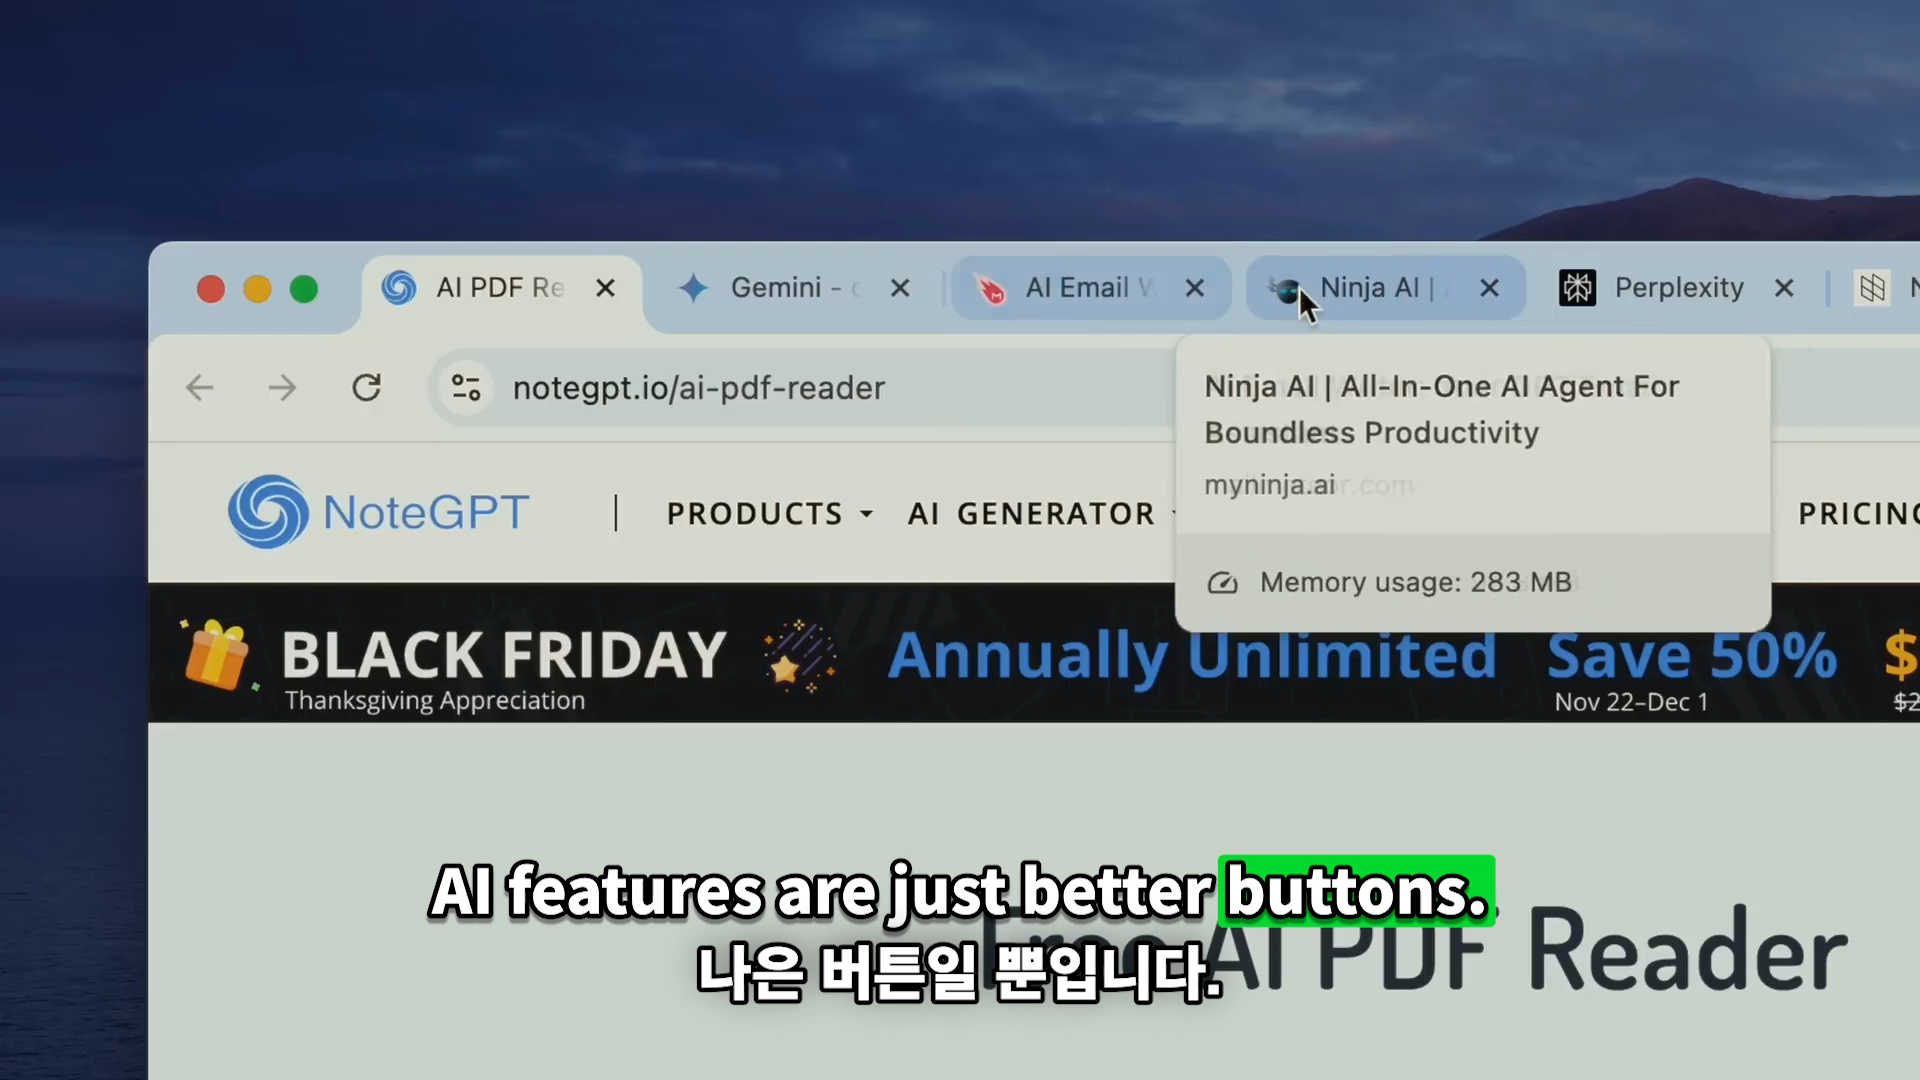 AI PDF Re
Gemini -
AI Email W
Ninja AI |
Perplexity
notegpt.io/ai-pdf-reader
Ninja AI | All-In-One AI Agent For
Boundless Productivity
myninja.ai
Memory usage: 283 MB
NoteGPT
PRODUCTS
AI GENERATOR
PRICING
BLACK FRIDAY
Thanksgiving Appreciation
Annually Unlimited
Save 50%
Nov 22–Dec 1
$
$2
AI features are just better buttons.
나은 버튼일 뿐입니다.
Free AI PDF Reader